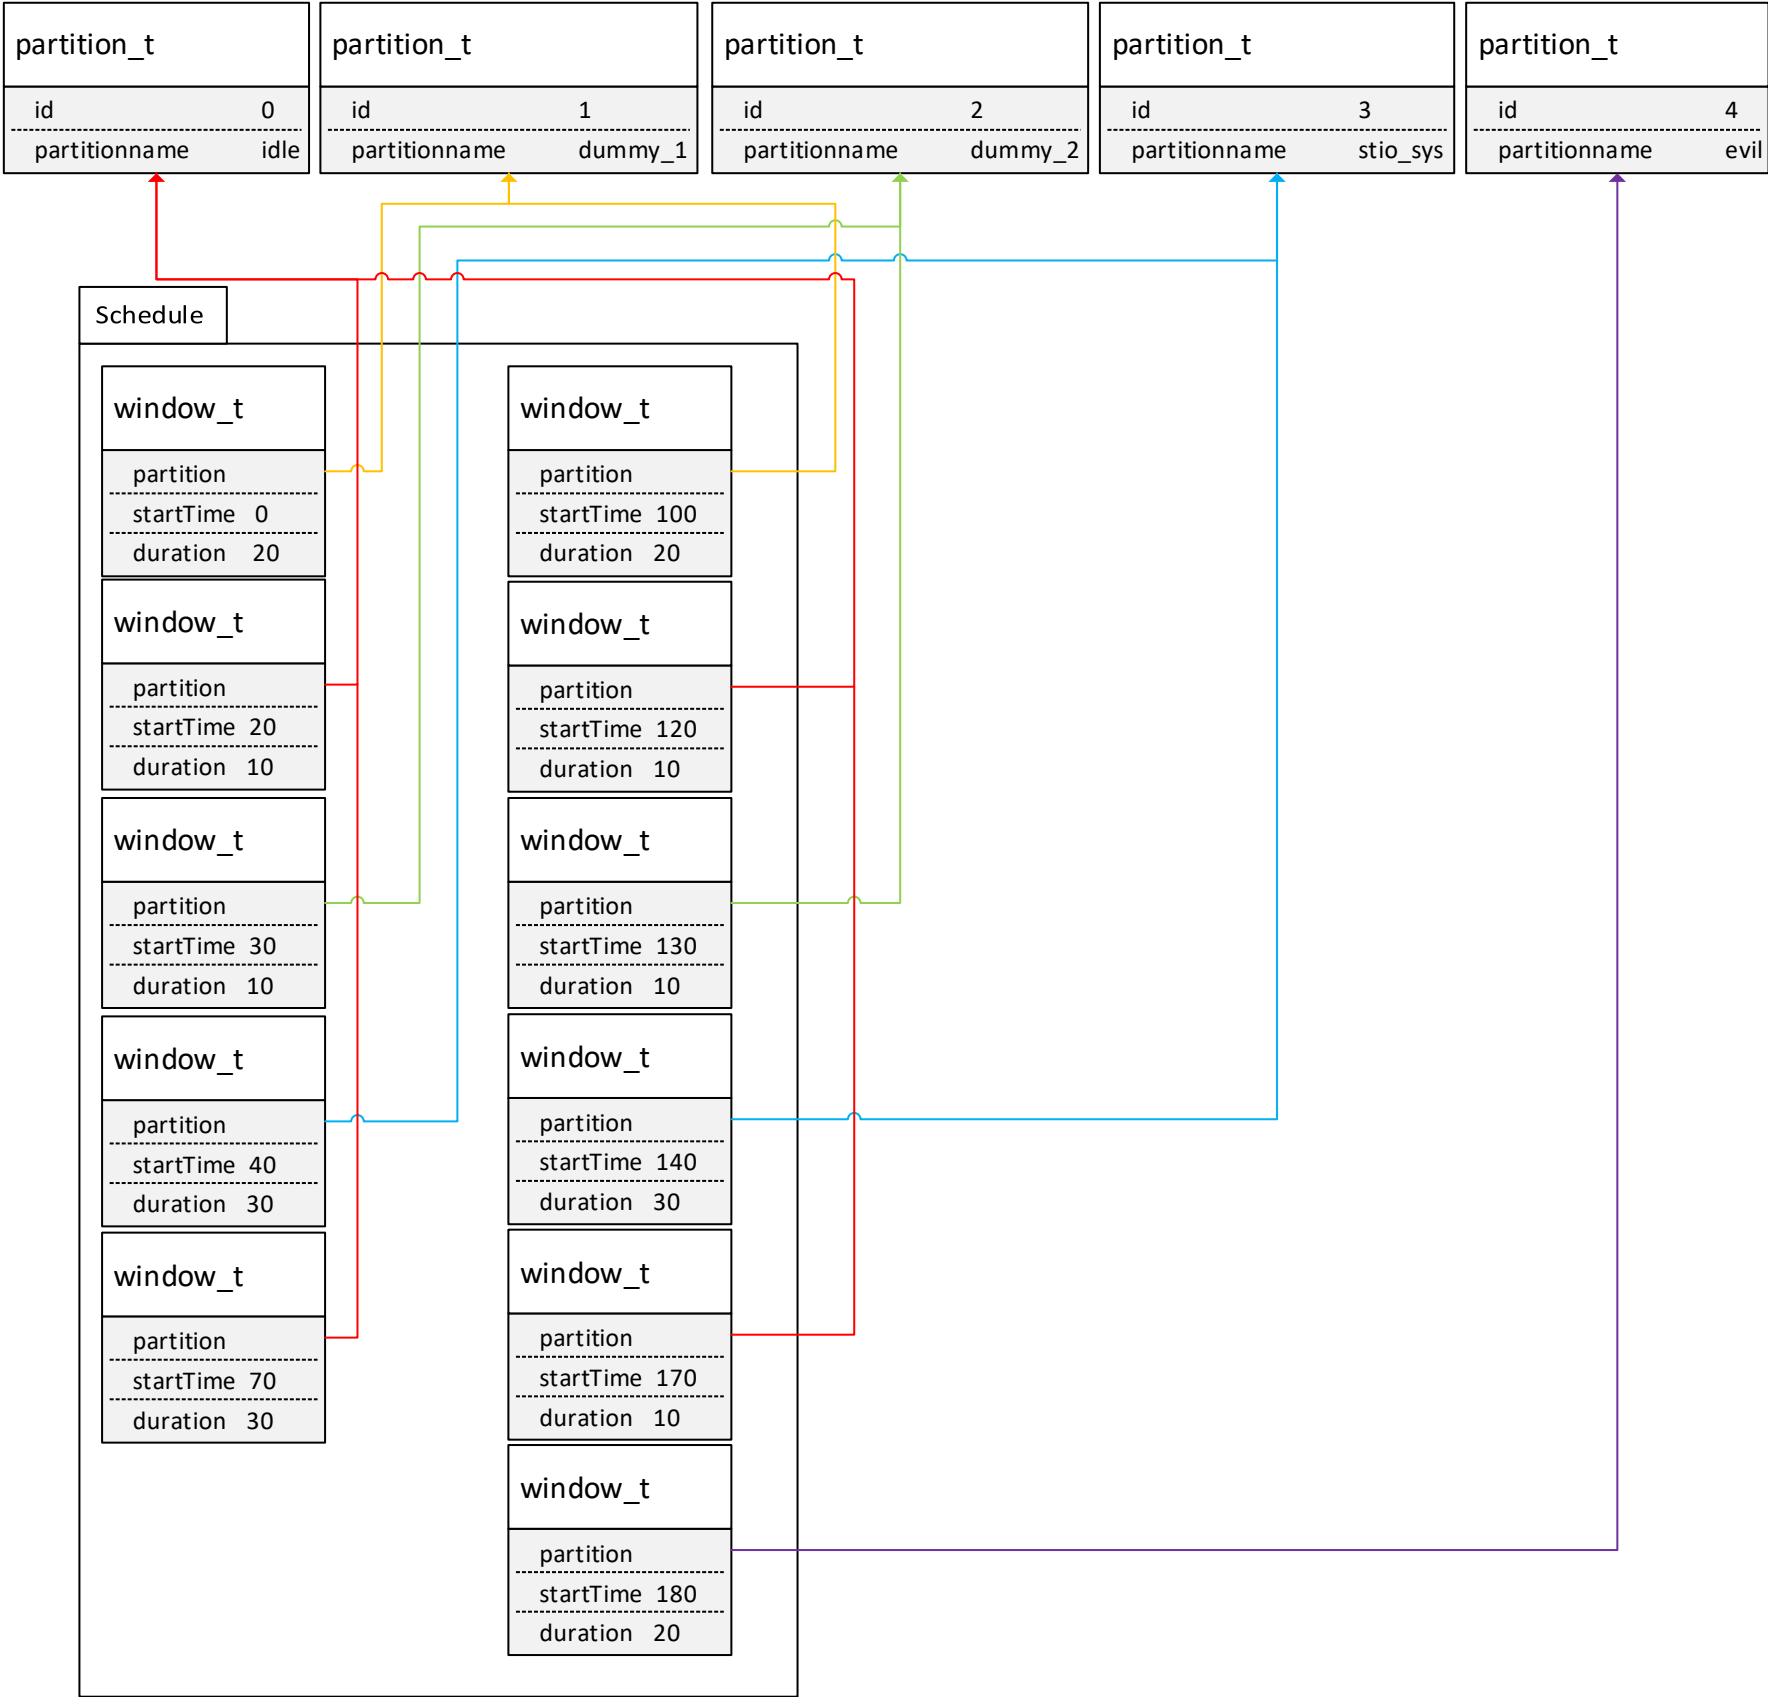 partition_t
id 0
partitionname idle
partition_t
id 1
partitionname dummy_1
partition_t
id 2
partitionname dummy_2
partition_t
id 3
partitionname stio_sys
partition_t
id 4
partitionname evil
Schedule
window_t
partition
startTime 0
duration 20
window_t
partition
startTime 20
duration 10
window_t
partition
startTime 30
duration 10
window_t
partition
startTime 40
duration 30
window_t
partition
startTime 70
duration 30
window_t
partition
startTime 100
duration 20
window_t
partition
startTime 120
duration 10
window_t
partition
startTime 130
duration 10
window_t
partition
startTime 140
duration 30
window_t
partition
startTime 170
duration 10
window_t
partition
startTime 180
duration 20